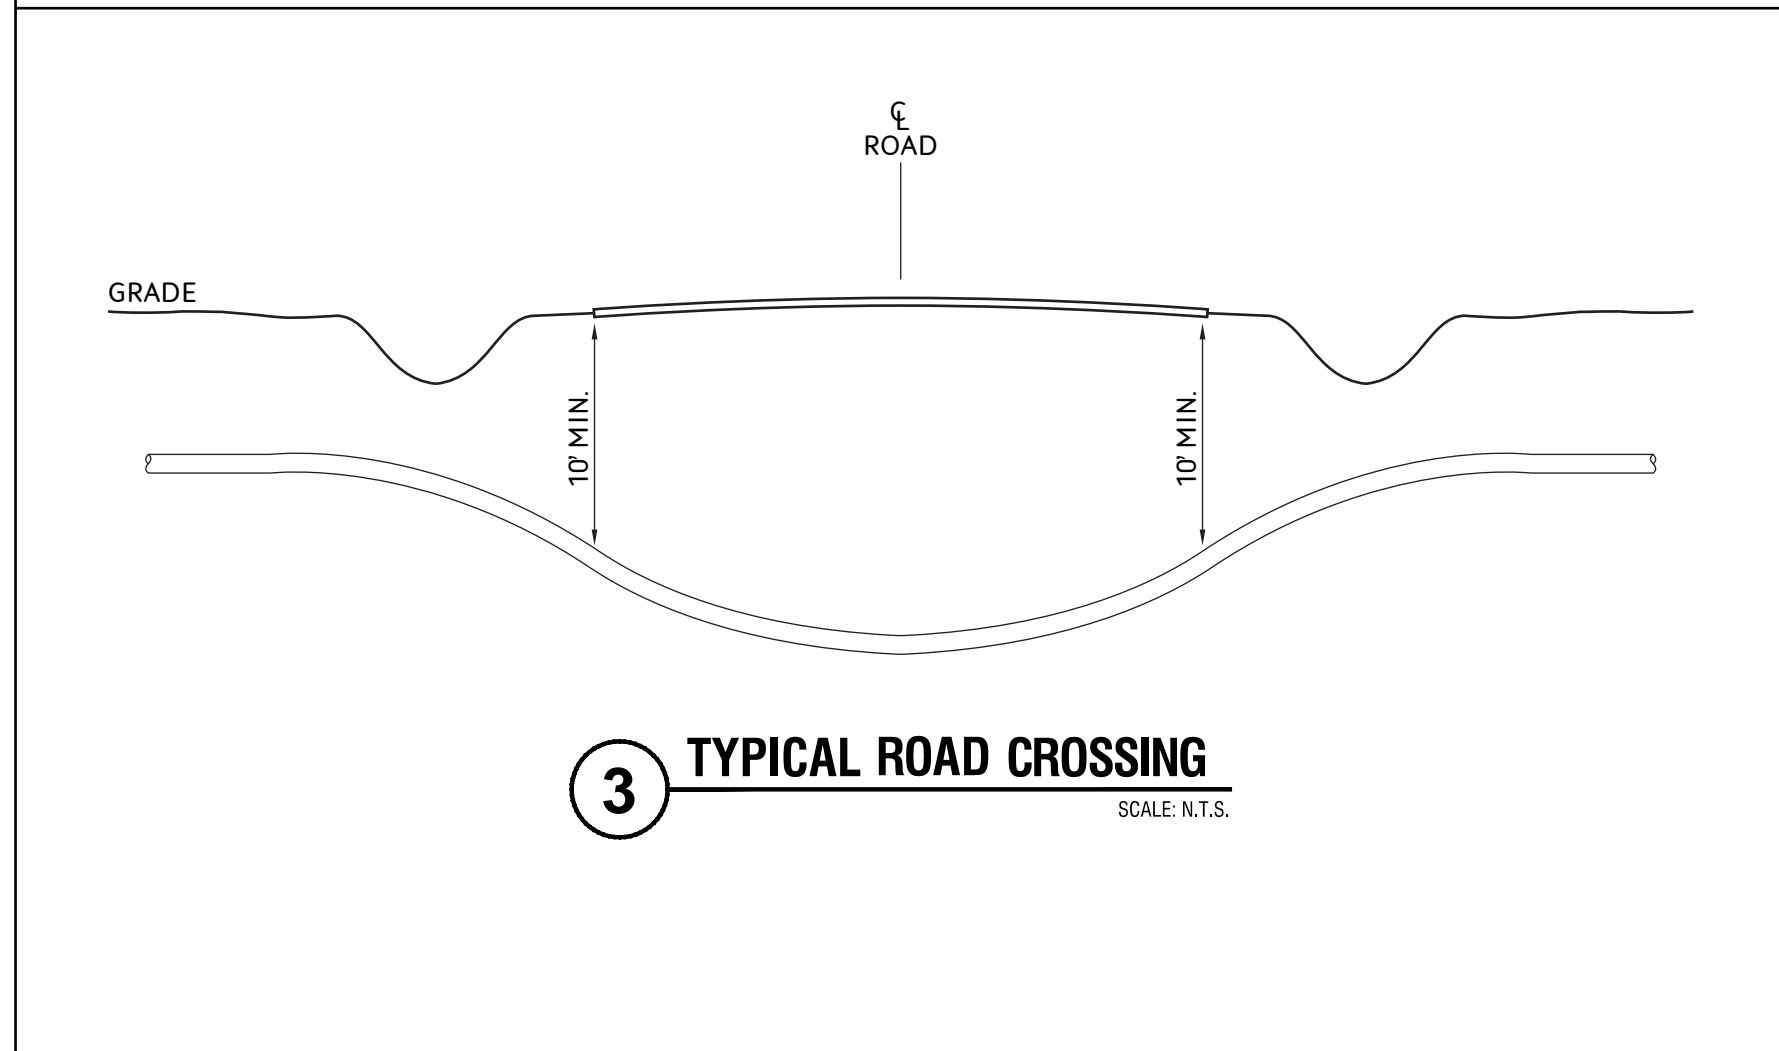 ℄
ROAD
GRADE
10' MIN.
10' MIN.
3
TYPICAL ROAD CROSSING
SCALE: N.T.S.